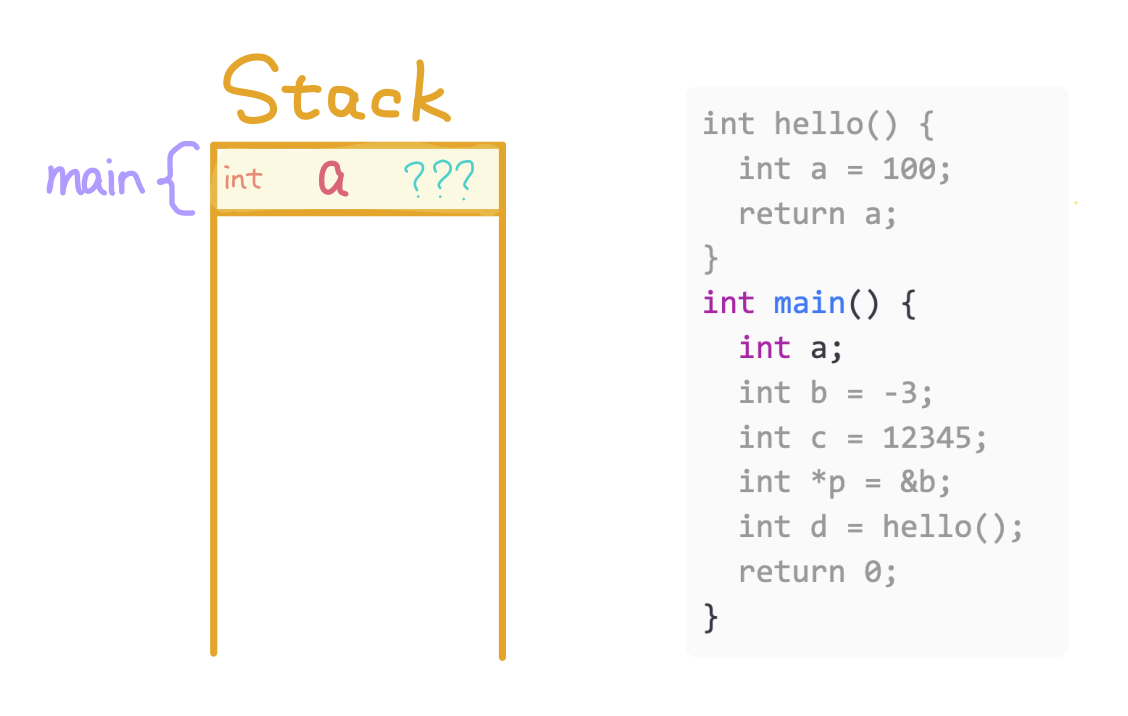 Stack
main { int a ???
int hello() {
  int a = 100;
  return a;
}
int main() {
  int a;
  int b = -3;
  int c = 12345;
  int *p = &b;
  int d = hello();
  return 0;
}